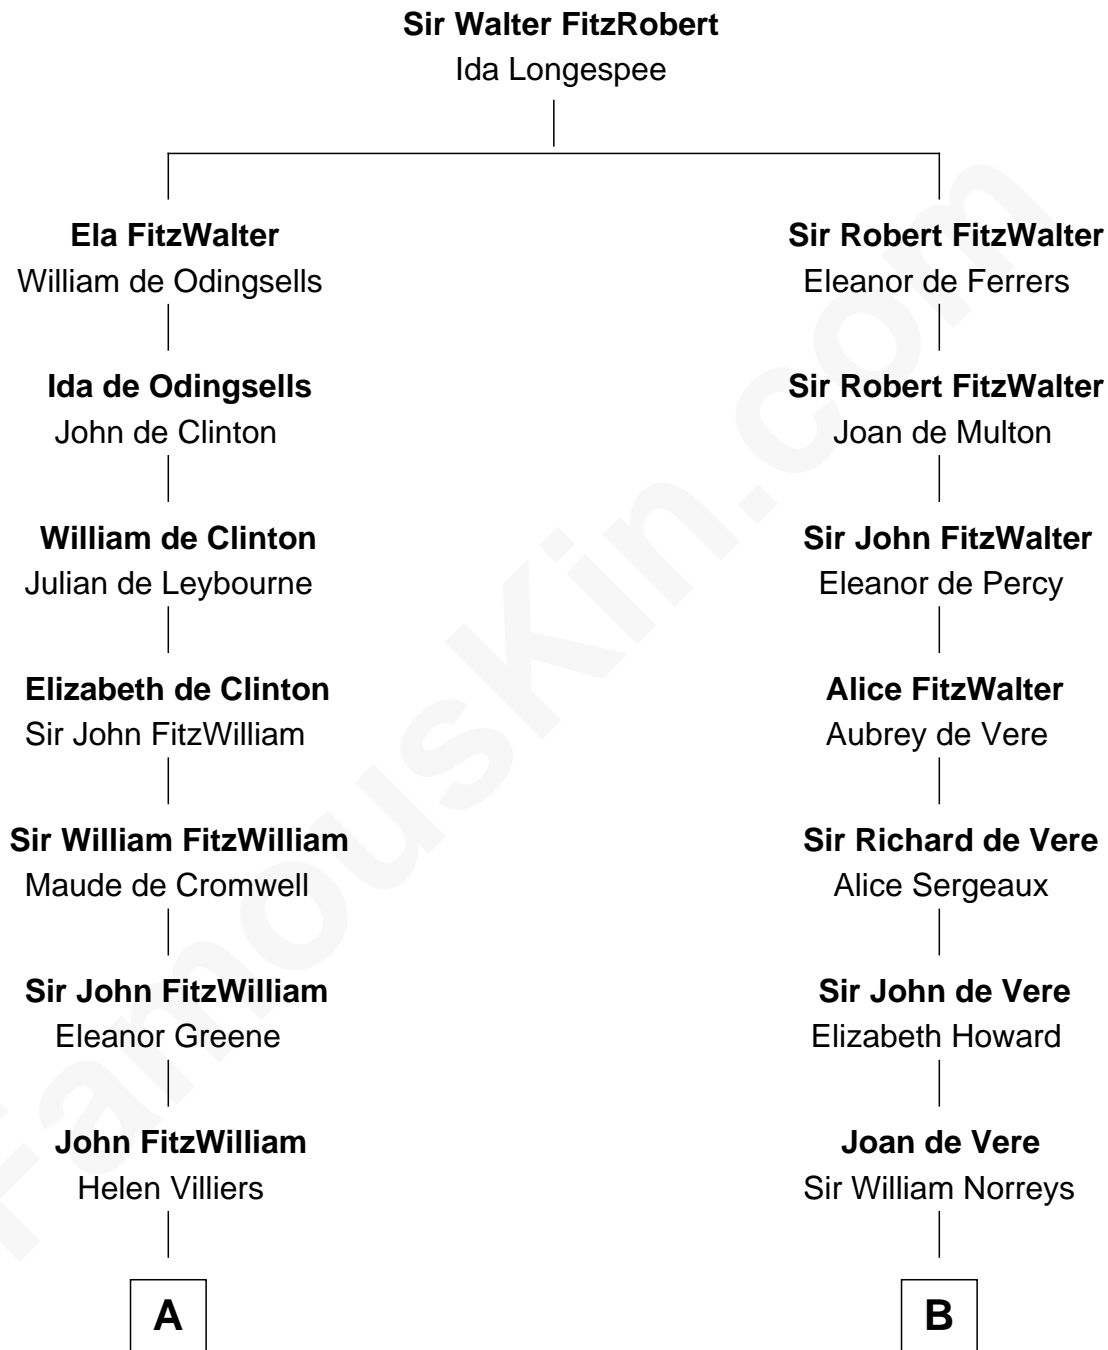 Sir Walter FitzRobert
Ida Longespee
Ela FitzWalter
William de Odingsells
Sir Robert FitzWalter
Eleanor de Ferrers
Ida de Odingsells
John de Clinton
Sir Robert FitzWalter
Joan de Multon
William de Clinton
Julian de Leybourne
Sir John FitzWalter
Eleanor de Percy
Elizabeth de Clinton
Sir John FitzWilliam
Alice FitzWalter
Aubrey de Vere
Sir William FitzWilliam
Maude de Cromwell
Sir Richard de Vere
Alice Sergeaux
Sir John FitzWilliam
Eleanor Greene
Sir John de Vere
Elizabeth Howard
John FitzWilliam
Helen Villiers
Joan de Vere
Sir William Norreys
A
B
FamousKin.com